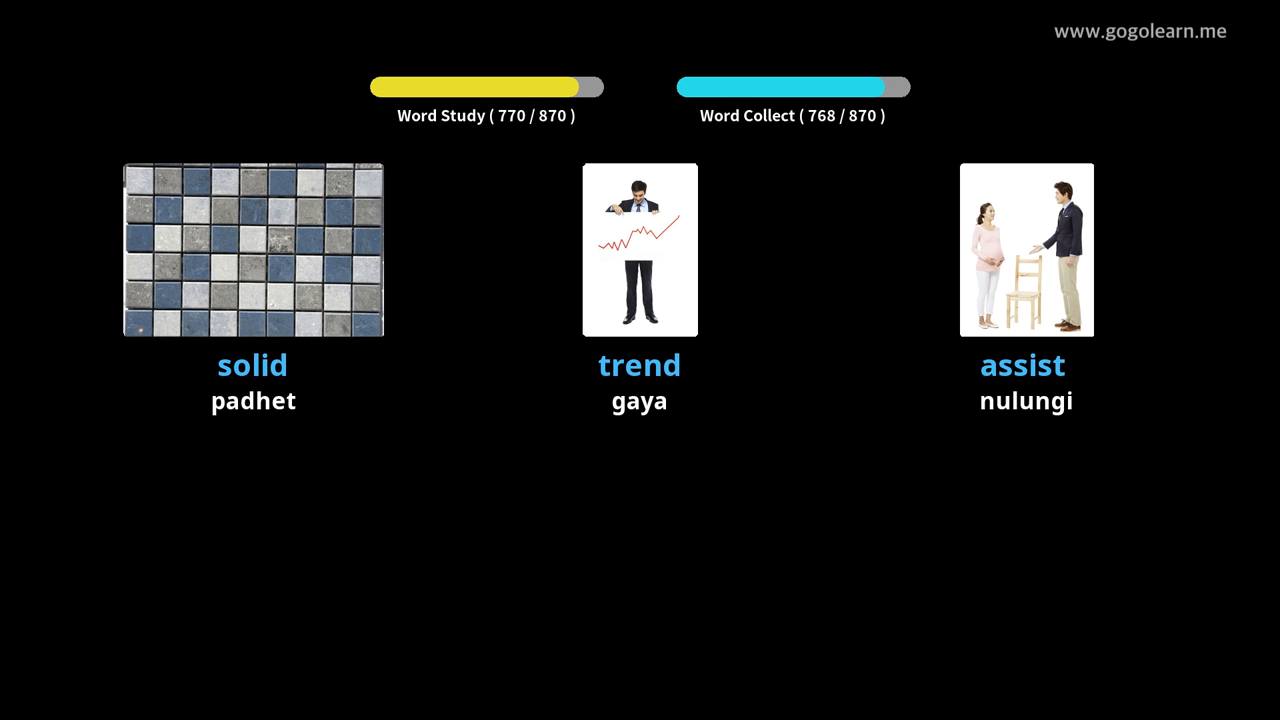 www.gogolearn.me
Word Study ( 770 / 870 )
Word Collect ( 768 / 870 )
solid
padhet
trend
gaya
assist
nulungi